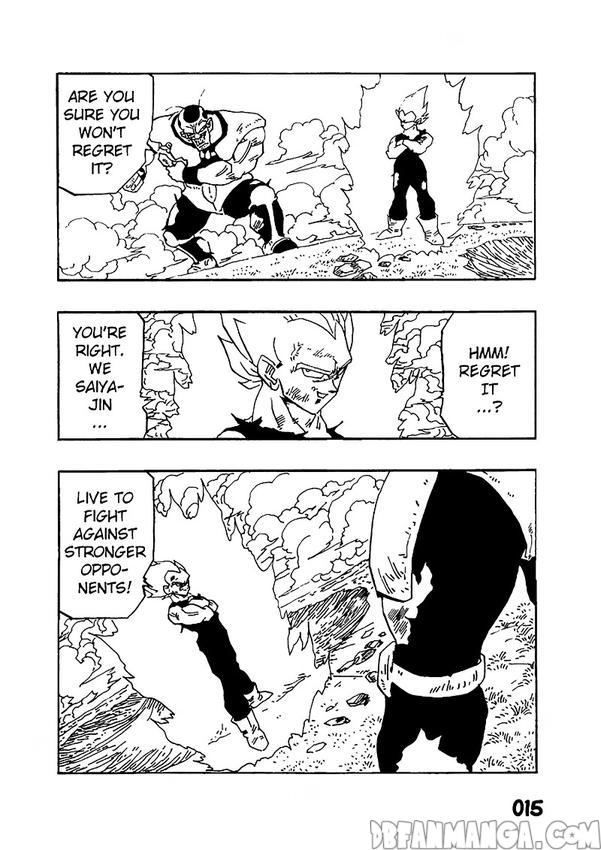 ARE YOU
SURE YOU
WON'T
REGRET
IT?
HMM!
REGRET
IT
...?
YOU'RE
RIGHT.
WE
SAIYA-
JIN
...
LIVE TO
FIGHT
AGAINST
STRONGER
OPPO-
NENTS!
015
DBFANMANGA.COM